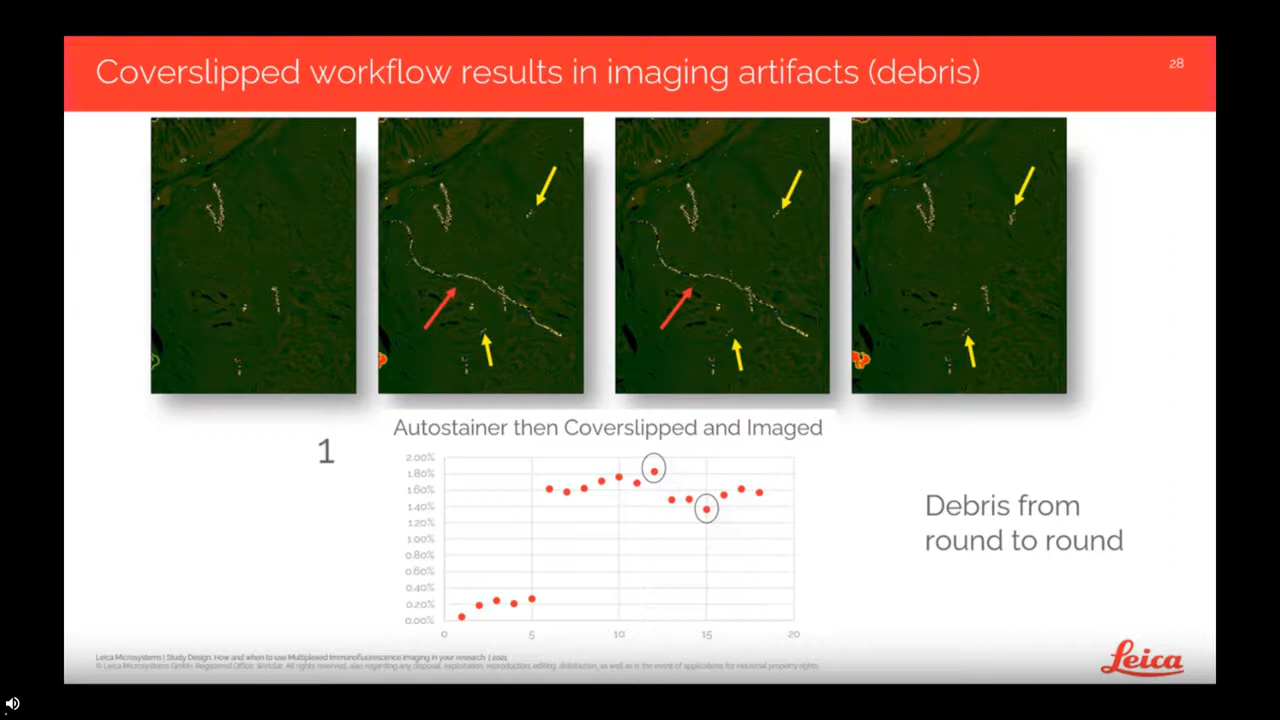 Coverslipped workflow results in imaging artifacts (debris)
28
1
Autostainer then Coverslipped and Imaged
2.00%
1.80%
1.60%
1.40%
1.20%
1.00%
0.80%
0.60%
0.40%
0.20%
0.00%
0 5 10 15 20
Debris from
round to round
Leica Microsystems | Study Design: How and when to use Multiplexed Immunofluorescence Imaging in your research | 2021
© Leica Microsystems GmbH, Registered Office: Wetzlar. All rights reserved, also regarding any disposal, exploitation, reproduction, editing, distribution, as well as in the event of applications for industrial property rights.
Leica